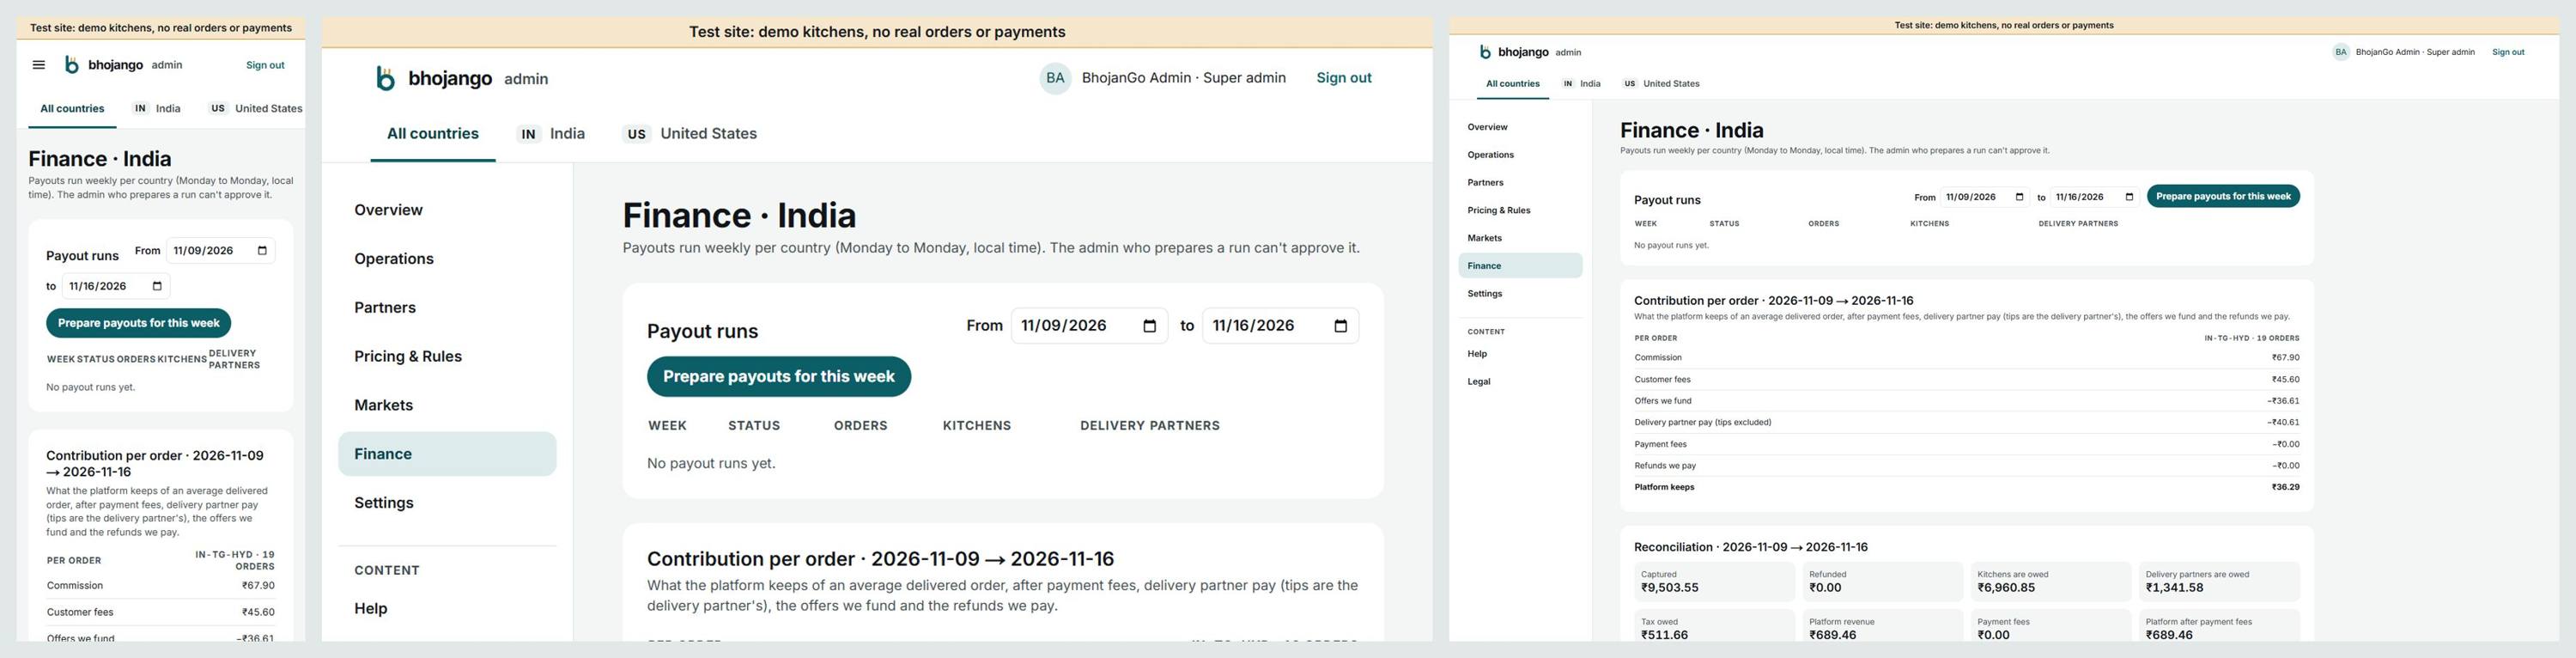 Test site: demo kitchens, no real orders or payments
bhojango admin
Sign out
All countries
IN India
US United States
Finance · India
Payouts run weekly per country (Monday to Monday, local
time). The admin who prepares a run can't approve it.
Payout runs
From 11/09/2026
to 11/16/2026
Prepare payouts for this week
WEEK STATUS ORDERS KITCHENS DELIVERY
PARTNERS
No payout runs yet.
Contribution per order · 2026-11-09
→ 2026-11-16
What the platform keeps of an average delivered
order, after payment fees, delivery partner pay
(tips are the delivery partner's), the offers we
fund and the refunds we pay.
PER ORDER
IN-TG-HYD · 19
ORDERS
Commission ₹67.90
Customer fees ₹45.60
Offers we fund −₹36.61
Test site: demo kitchens, no real orders or payments
bhojango admin
BA BhojanGo Admin · Super admin
Sign out
All countries
IN India
US United States
Overview
Operations
Partners
Pricing & Rules
Markets
Finance
Settings
CONTENT
Help
Finance · India
Payouts run weekly per country (Monday to Monday, local time). The admin who prepares a run can't approve it.
Payout runs
From 11/09/2026 to 11/16/2026
Prepare payouts for this week
WEEK STATUS ORDERS KITCHENS DELIVERY PARTNERS
No payout runs yet.
Contribution per order · 2026-11-09 → 2026-11-16
What the platform keeps of an average delivered order, after payment fees, delivery partner pay (tips are the
delivery partner's), the offers we fund and the refunds we pay.
Test site: demo kitchens, no real orders or payments
bhojango admin
BA BhojanGo Admin · Super admin
Sign out
All countries
IN India
US United States
Overview
Operations
Partners
Pricing & Rules
Markets
Finance
Settings
CONTENT
Help
Legal
Finance · India
Payouts run weekly per country (Monday to Monday, local time). The admin who prepares a run can't approve it.
Payout runs
From 11/09/2026 to 11/16/2026
Prepare payouts for this week
WEEK STATUS ORDERS KITCHENS DELIVERY PARTNERS
No payout runs yet.
Contribution per order · 2026-11-09 → 2026-11-16
What the platform keeps of an average delivered order, after payment fees, delivery partner pay (tips are the delivery partner's), the offers we fund and the refunds we pay.
PER ORDER IN-TG-HYD · 19 ORDERS
Commission ₹67.90
Customer fees ₹45.60
Offers we fund −₹36.61
Delivery partner pay (tips excluded) −₹40.61
Payment fees −₹0.00
Refunds we pay −₹0.00
Platform keeps ₹36.29
Reconciliation · 2026-11-09 → 2026-11-16
Captured
₹9,503.55
Refunded
₹0.00
Kitchens are owed
₹6,960.85
Delivery partners are owed
₹1,341.58
Tax owed
₹511.66
Platform revenue
₹689.46
Payment fees
₹0.00
Platform after payment fees
₹689.46